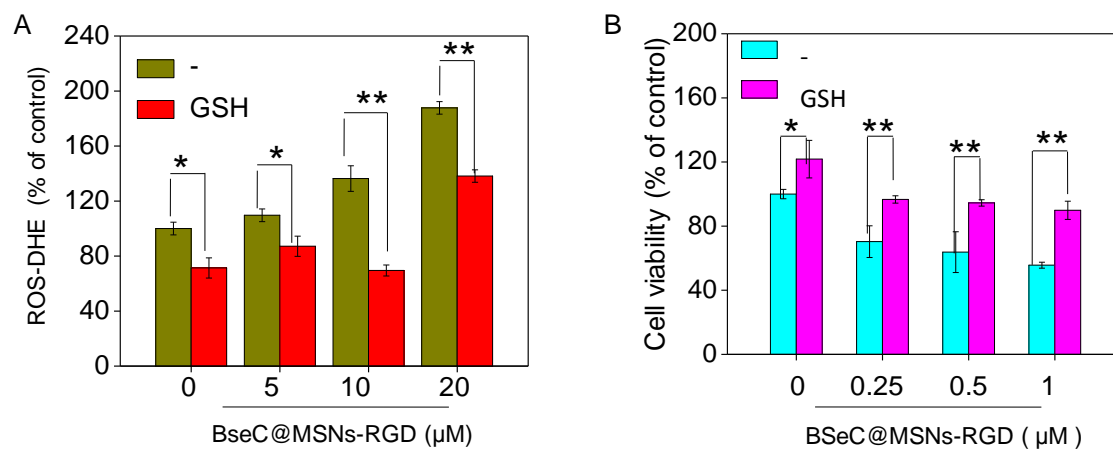 A
ROS-DHE (% of control)
240
200
160
120
80
40
0
-
GSH
*
*
**
**
0 5 10 20
BseC@MSNs-RGD (μM)
B
Cell viability (% of control)
200
160
120
80
40
0
-
GSH
*
**
**
**
0 0.25 0.5 1
BSeC@MSNs-RGD ( μM )